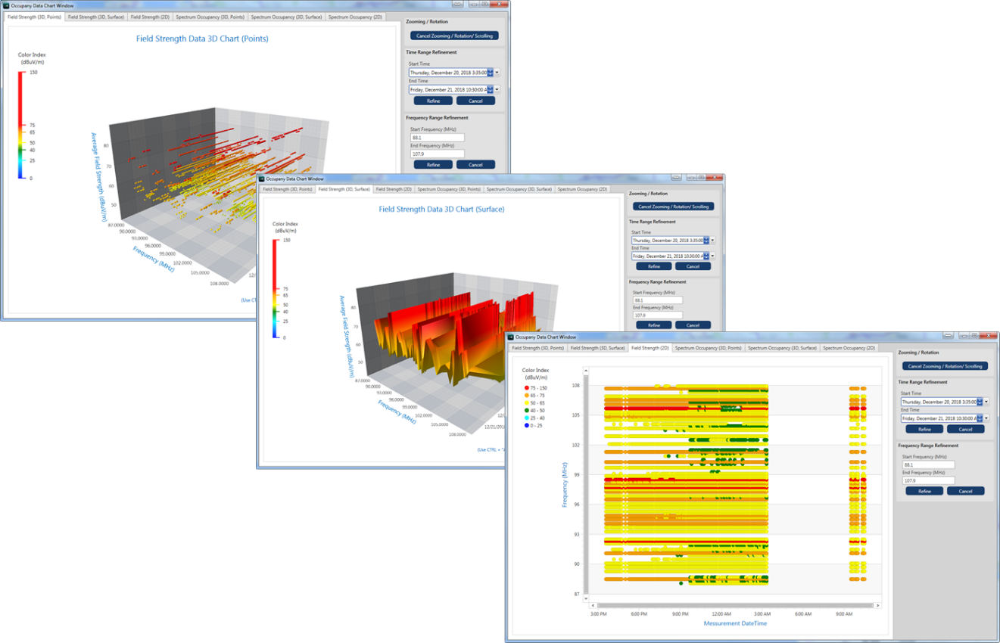 Occupany Data Chart Window
Field Strength (3D, Points) Field Strength (3D, Surface) Field Strength (2D) Spectrum Occupancy (3D, Points) Spectrum Occupancy (3D, Surface) Spectrum Occupancy (2D)
Field Strength Data 3D Chart (Points)
Color Index
(dBuV/m)
150
75
65
50
40
25
0
Average Field Strength (dBuV/m)
80
70
60
50
87.0000
90.0000
93.0000
96.0000
99.0000
102.0000
105.0000
108.0000
Frequency (MHz)
12/
(Use CT
Zooming / Rotation
Cancel Zooming / Rotation/ Scrolling
Time Range Refinement
Start Time
Thursday, December 20, 2018 3:35:00
End Time
Friday, December 21, 2018 10:30:00 A
Refine Cancel
Frequency Range Refinement
Start Frequency (MHz)
88.1
End Frequency (MHz)
107.9
Refine Cancel
Occupany Data Chart Window
Field Strength (3D, Points) Field Strength (3D, Surface) Field Strength (2D) Spectrum Occupancy (3D, Points) Spectrum Occupancy (3D, Surface) Spectrum Occupancy (2D)
Field Strength Data 3D Chart (Surface)
Color Index
(dBuV/m)
150
75
65
50
40
25
0
Average Field Strength (dBuV/m)
80
70
60
50
87.0000
90.0000
93.0000
96.0000
99.0000
102.0000
105.0000
108.0000
Frequency (MHz)
12/21/201
(Use CTRL + "A
Zooming / Rotation
Cancel Zooming / Rotation/ Scrolling
Time Range Refinement
Start Time
Thursday, December 20, 2018 3:35:00
End Time
Friday, December 21, 2018 10:30:00 A
Refine Cancel
Frequency Range Refinement
Start Frequency (MHz)
88.1
End Frequency (MHz)
107.9
Refine Cancel
Occupany Data Chart Window
Field Strength (3D, Points) Field Strength (3D, Surface) Field Strength (2D) Spectrum Occupancy (3D, Points) Spectrum Occupancy (3D, Surface) Spectrum Occupancy (2D)
Color Index
(dBuV/m)
75 - 150
65 - 75
50 - 65
40 - 50
25 - 40
0 - 25
Frequency (MHz)
108
105
102
99
96
93
90
87
3:00 PM 6:00 PM 9:00 PM 12:00 AM 3:00 AM 6:00 AM 9:00 AM
Messurement DateTime
Zooming / Rotation
Cancel Zooming / Rotation/ Scrolling
Time Range Refinement
Start Time
Thursday, December 20, 2018 3:35:00
End Time
Friday, December 21, 2018 10:30:00 A
Refine Cancel
Frequency Range Refinement
Start Frequency (MHz)
88.1
End Frequency (MHz)
107.9
Refine Cancel